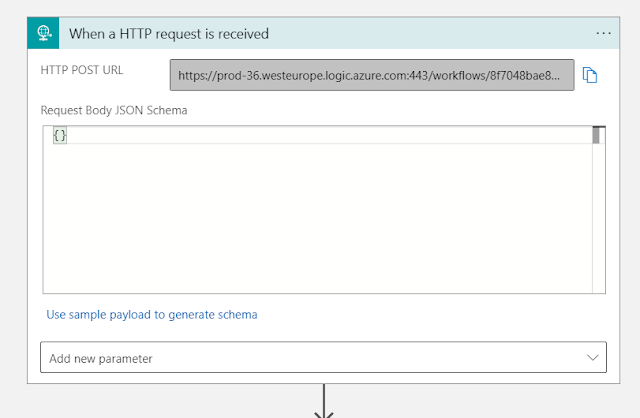 When a HTTP request is received
...
HTTP POST URL
https://prod-36.westeurope.logic.azure.com:443/workflows/8f7048bae8...
Request Body JSON Schema
{}
Use sample payload to generate schema
Add new parameter